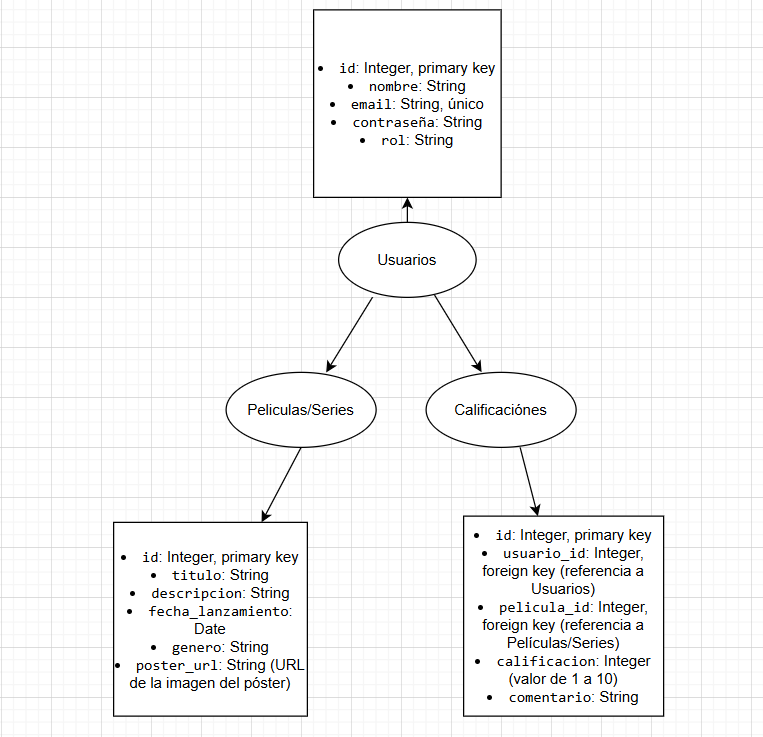 • id: Integer, primary key
• nombre: String
• email: String, único
• contraseña: String
• rol: String
Usuarios
Peliculas/Series
Calificaciónes
• id: Integer, primary key
• titulo: String
• descripcion: String
• fecha_lanzamiento:
Date
• genero: String
• poster_url: String (URL
de la imagen del póster)
• id: Integer, primary key
• usuario_id: Integer,
foreign key (referencia a
Usuarios)
• pelicula_id: Integer,
foreign key (referencia a
Películas/Series)
• calificacion: Integer
(valor de 1 a 10)
• comentario: String